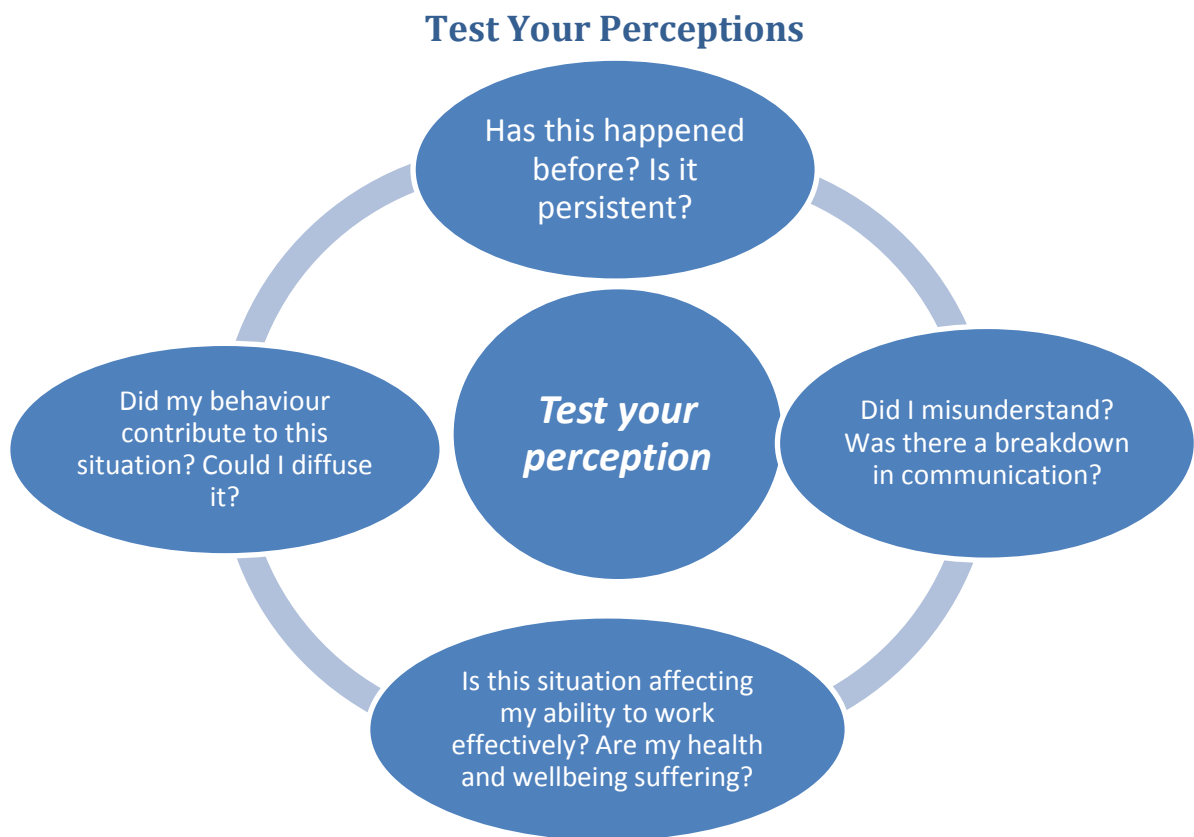 Test Your Perceptions
Has this happened
before? Is it
persistent?
Did my behaviour
contribute to this
situation? Could I diffuse
it?
Test your
perception
Did I misunderstand?
Was there a breakdown
in communication?
Is this situation affecting
my ability to work
effectively? Are my health
and wellbeing suffering?